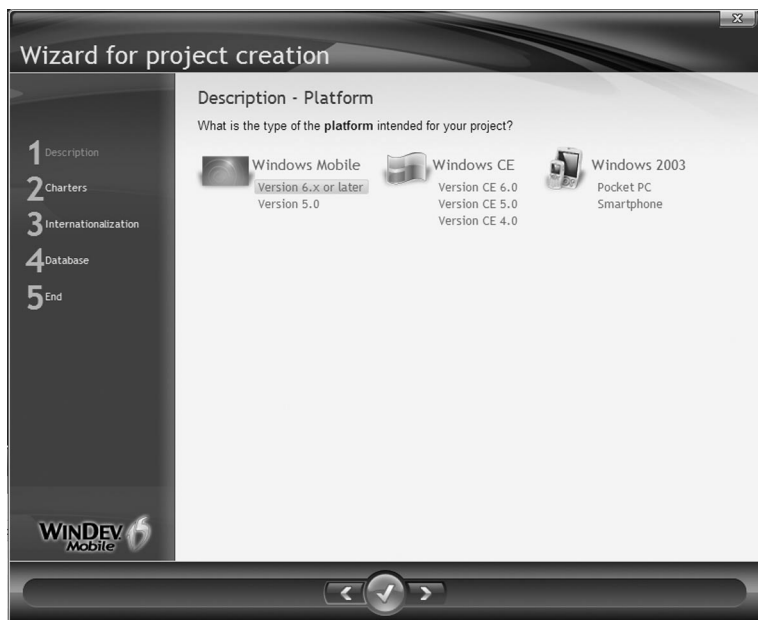 Wizard for project creation
1 Description
2 Charters
3 Internationalization
4 Database
5 End
Description - Platform
What is the type of the platform intended for your project?
Windows Mobile
Version 6.x or later
Version 5.0
Windows CE
Version CE 6.0
Version CE 5.0
Version CE 4.0
Windows 2003
Pocket PC
Smartphone
WINDEV 15
Mobile